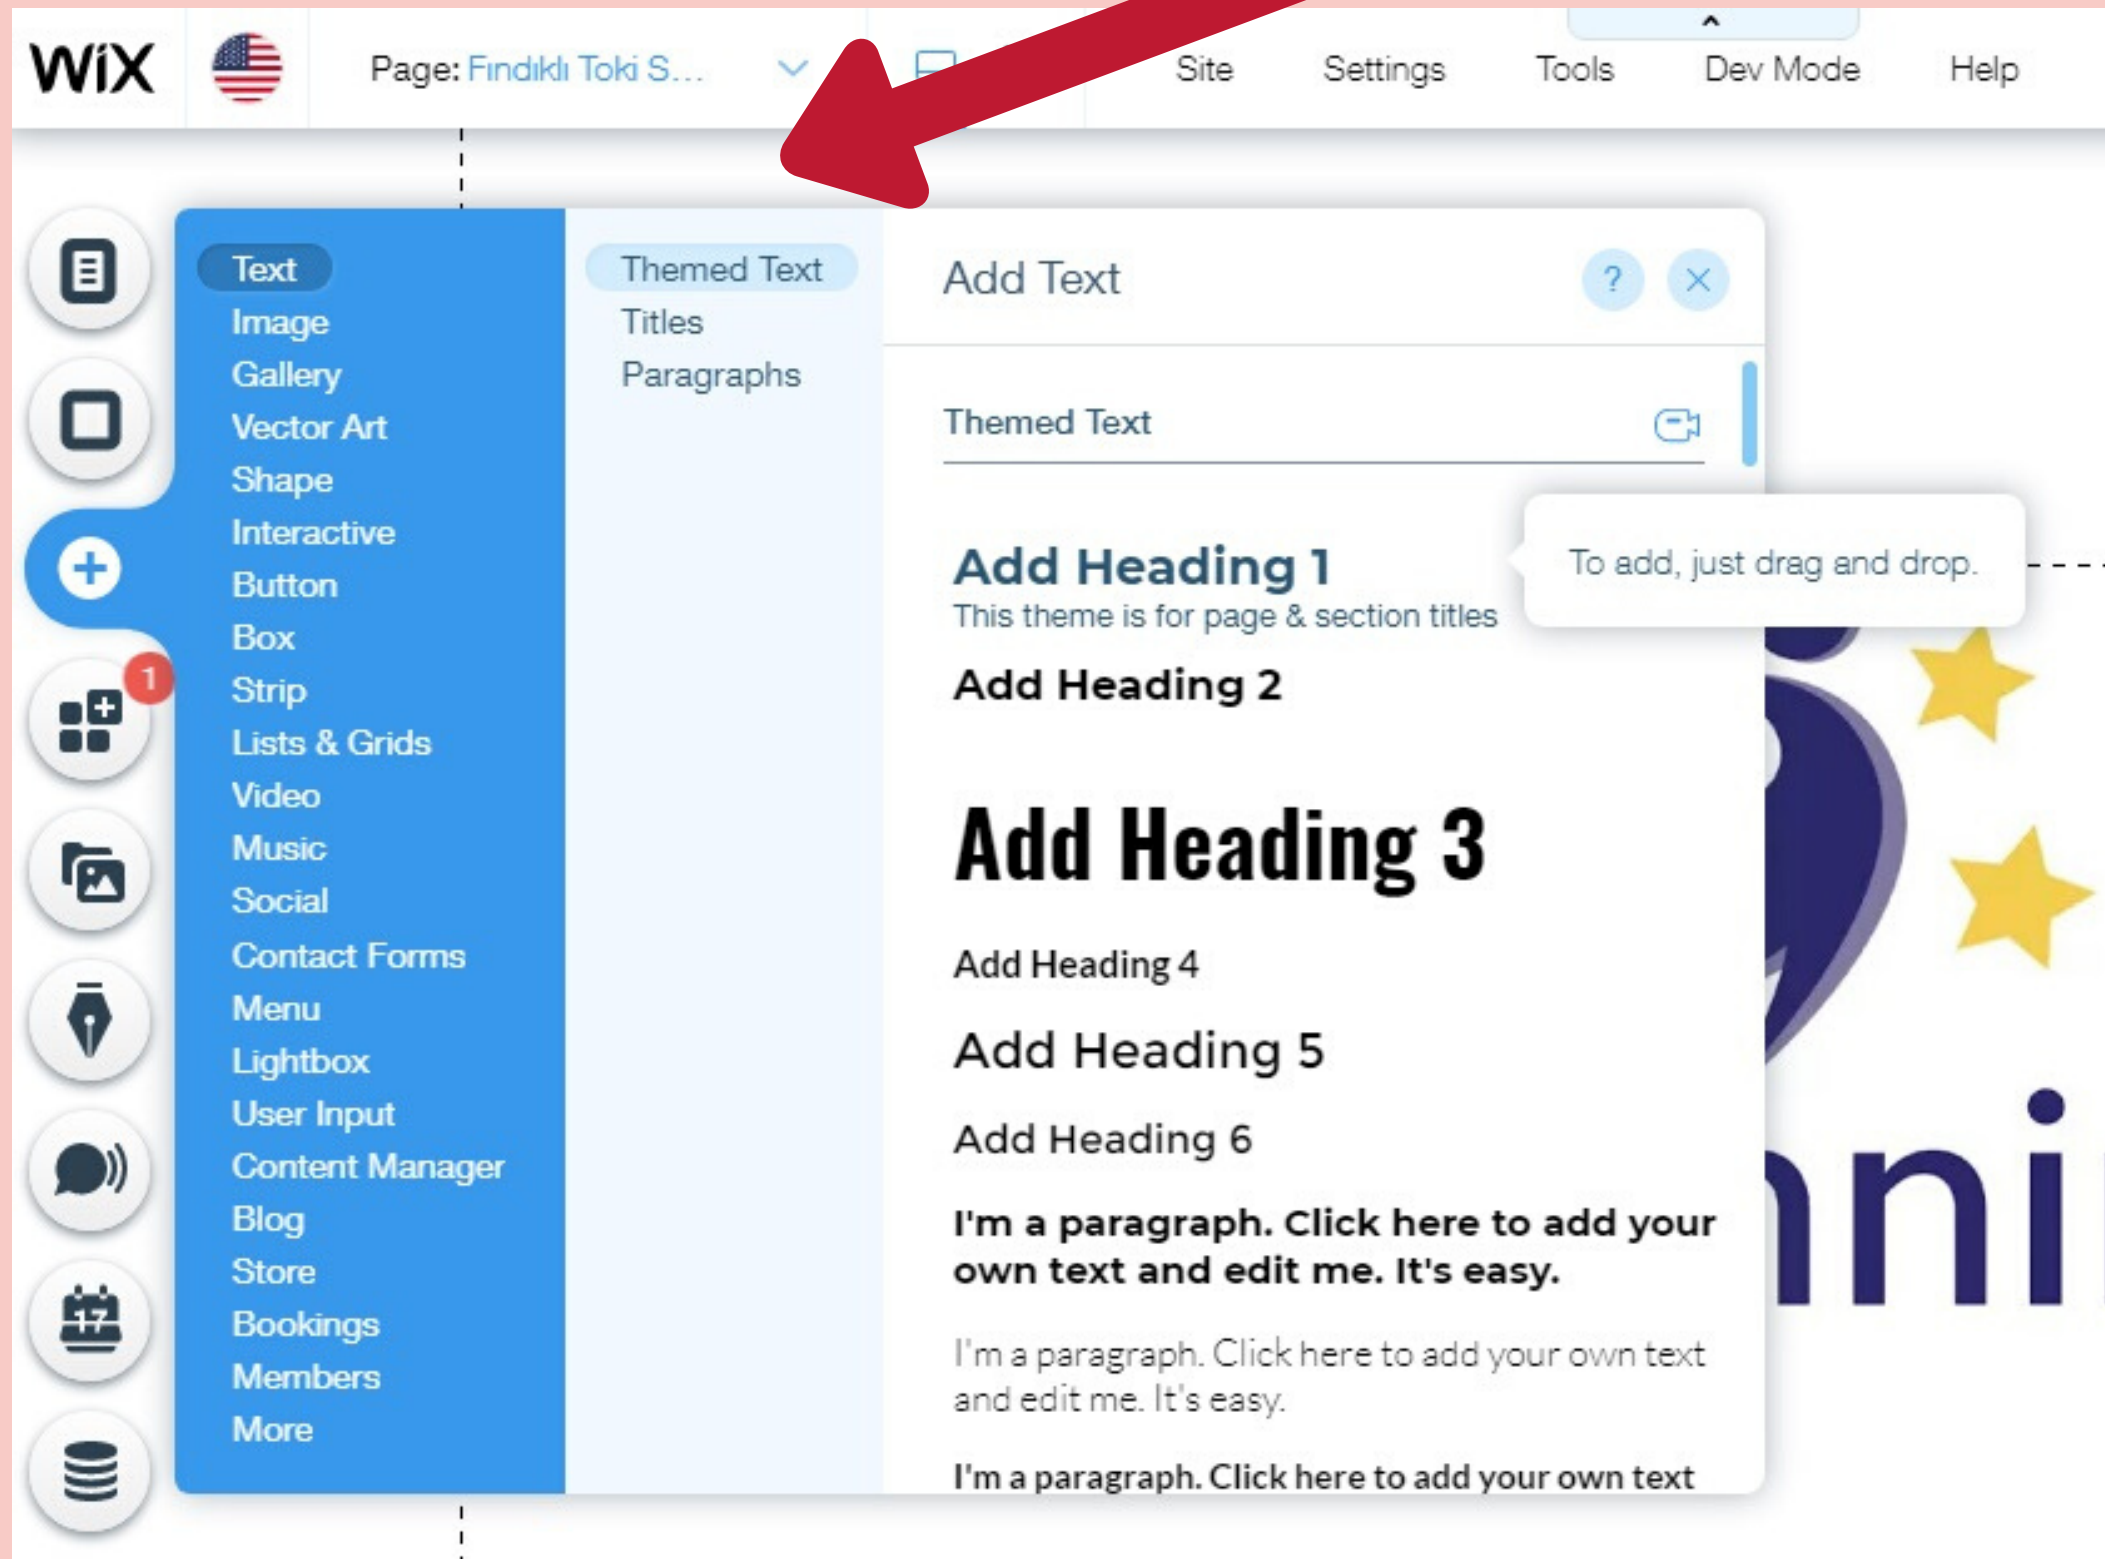 WiX
Page: Fındıklı Toki S...
Site
Settings
Tools
Dev Mode
Help
Text
Image
Gallery
Vector Art
Shape
Interactive
Button
Box
Strip
Lists & Grids
Video
Music
Social
Contact Forms
Menu
Lightbox
User Input
Content Manager
Blog
Store
Bookings
Members
More
1
17
Themed Text
Titles
Paragraphs
Add Text
?
Themed Text
Add Heading 1
This theme is for page & section titles
To add, just drag and drop.
Add Heading 2
Add Heading 3
Add Heading 4
Add Heading 5
Add Heading 6
I'm a paragraph. Click here to add your
own text and edit me. It's easy.
I'm a paragraph. Click here to add your own text
and edit me. It's easy.
I'm a paragraph. Click here to add your own text